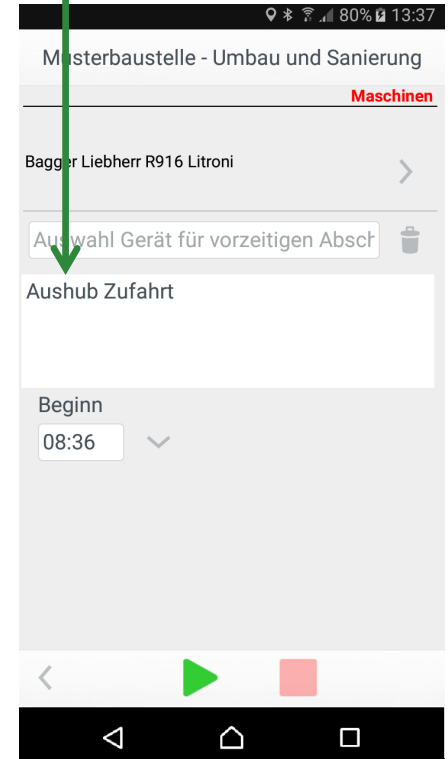 80% 13:37
Musterbaustelle - Umbau und Sanierung
Maschinen
Bagger Liebherr R916 Litroni
Auswahl Gerät für vorzeitigen Absch
Aushub Zufahrt
Beginn
08:36